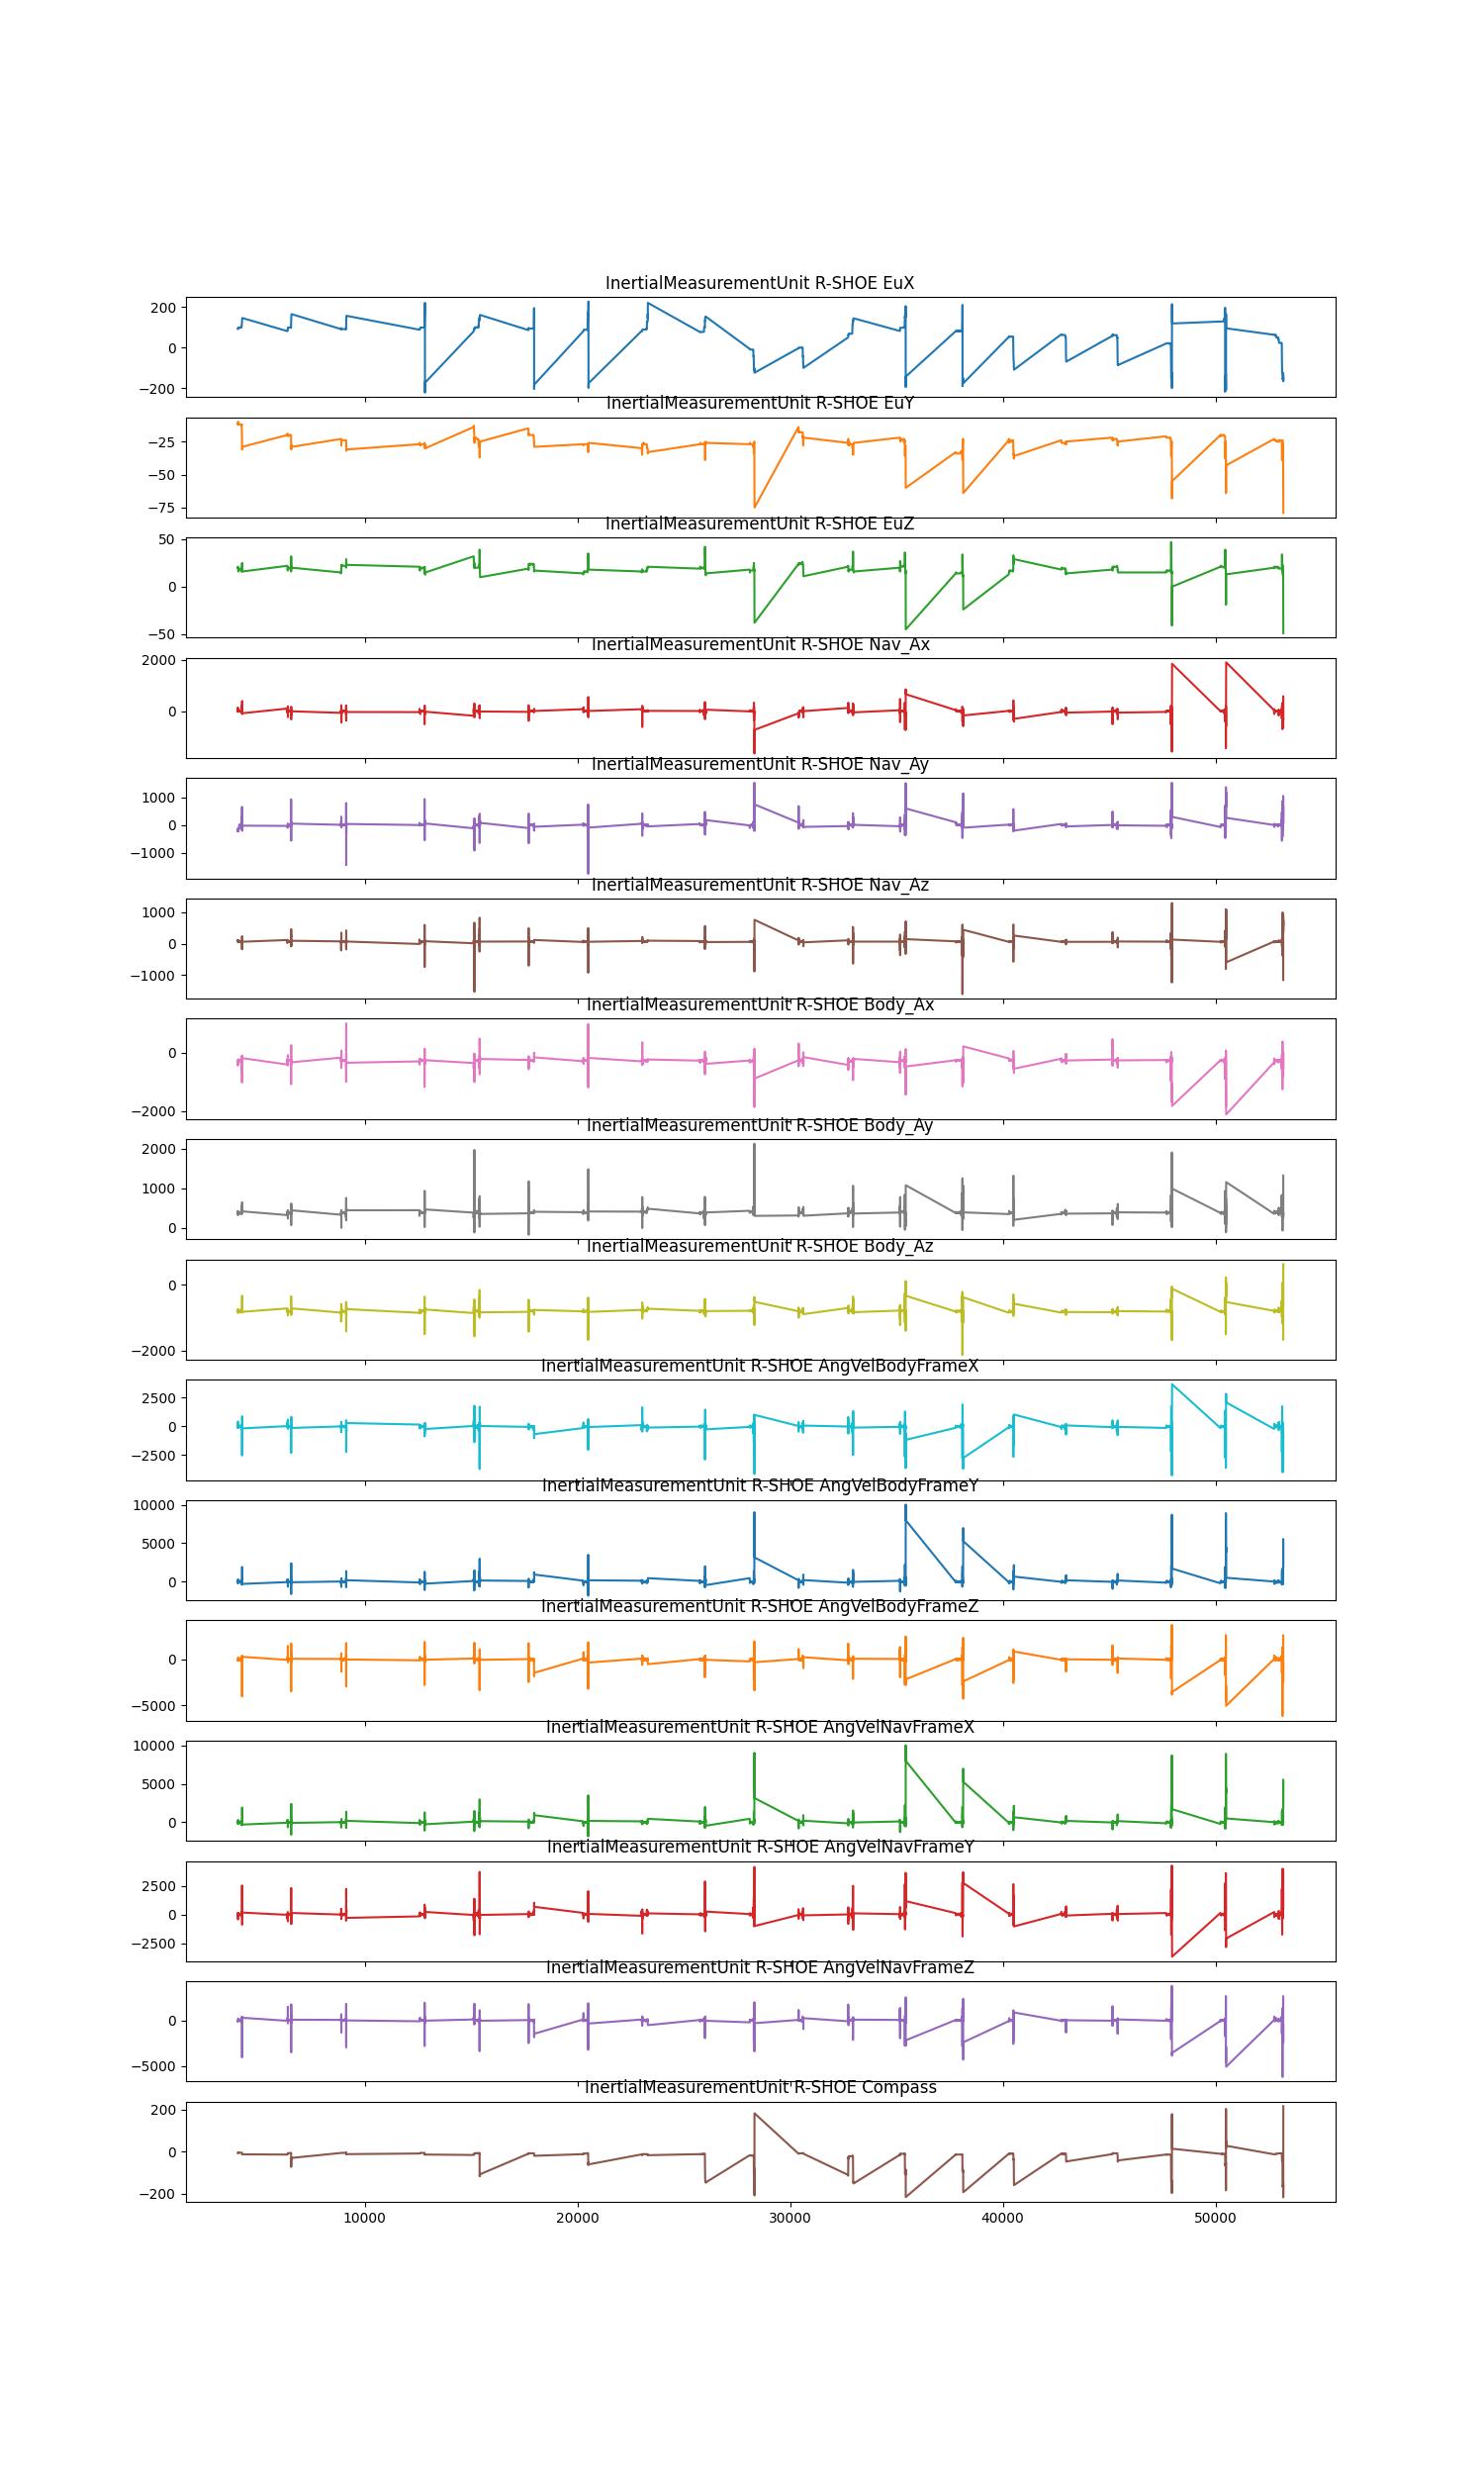 InertialMeasurementUnit R-SHOE EuX
200
0
−200
InertialMeasurementUnit R-SHOE EuY
−25
−50
−75
InertialMeasurementUnit R-SHOE EuZ
50
0
−50
InertialMeasurementUnit R-SHOE Nav_Ax
2000
0
InertialMeasurementUnit R-SHOE Nav_Ay
1000
0
−1000
InertialMeasurementUnit R-SHOE Nav_Az
1000
0
−1000
InertialMeasurementUnit R-SHOE Body_Ax
0
−2000
InertialMeasurementUnit R-SHOE Body_Ay
2000
1000
0
InertialMeasurementUnit R-SHOE Body_Az
0
−2000
InertialMeasurementUnit R-SHOE AngVelBodyFrameX
2500
0
−2500
InertialMeasurementUnit R-SHOE AngVelBodyFrameY
10000
5000
0
InertialMeasurementUnit R-SHOE AngVelBodyFrameZ
0
−5000
InertialMeasurementUnit R-SHOE AngVelNavFrameX
10000
5000
0
InertialMeasurementUnit R-SHOE AngVelNavFrameY
2500
0
−2500
InertialMeasurementUnit R-SHOE AngVelNavFrameZ
0
−5000
InertialMeasurementUnit R-SHOE Compass
200
0
−200
10000 20000 30000 40000 50000